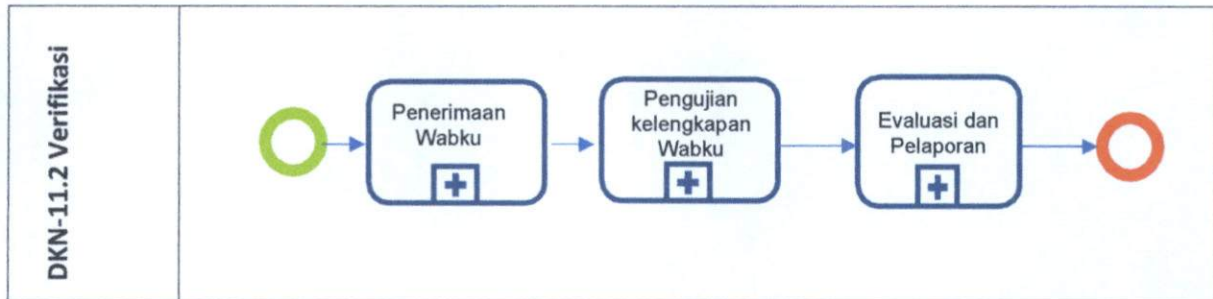 DKN-11.2 Verifikasi
Penerimaan
Wabku
Pengujian
kelengkapan
Wabku
Evaluasi dan
Pelaporan